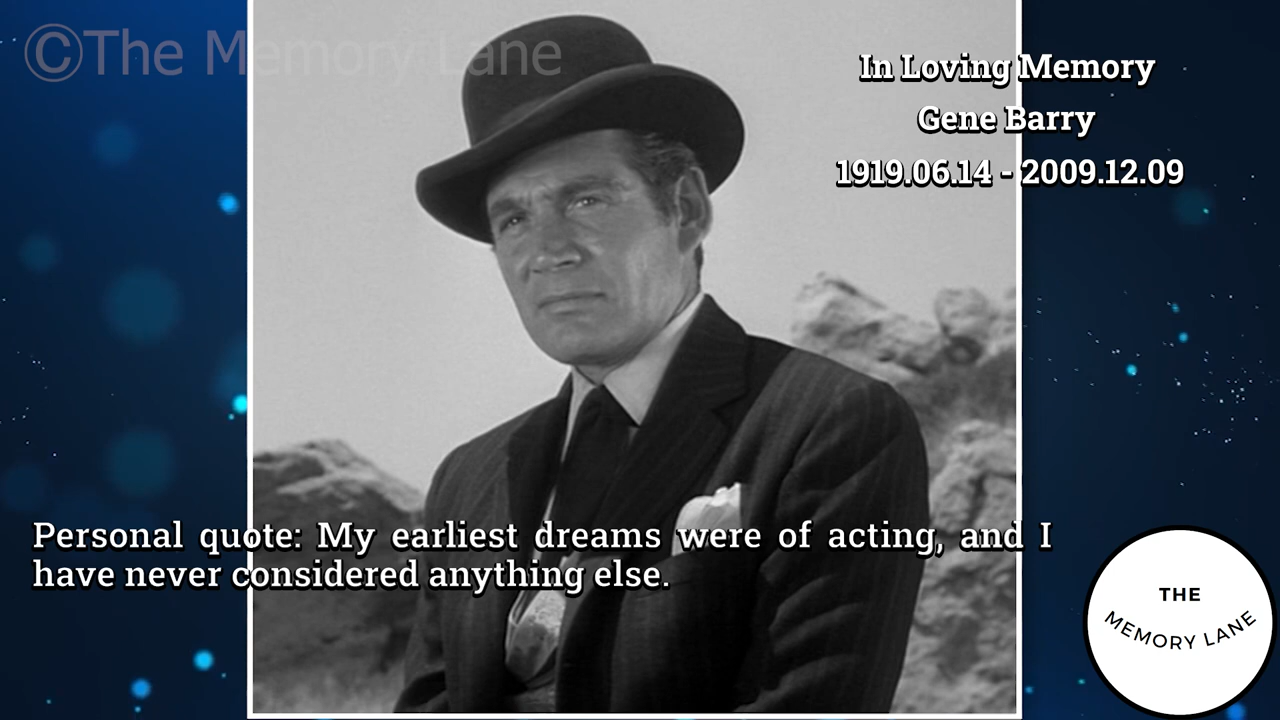 ©The Memory Lane
In Loving Memory
Gene Barry
1919.06.14 - 2009.12.09
Personal quote: My earliest dreams were of acting, and I
have never considered anything else.
THE
MEMORY LANE